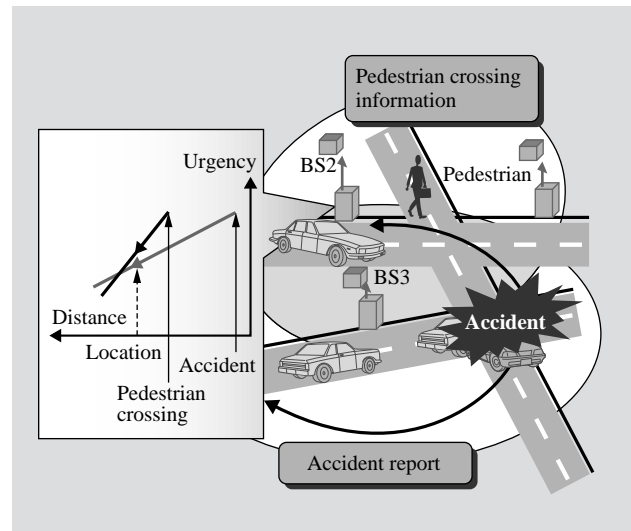 Pedestrian crossing
information
Urgency
BS2
Pedestrian
BS3
Distance
Location
Accident
Pedestrian
crossing
Accident
Accident report